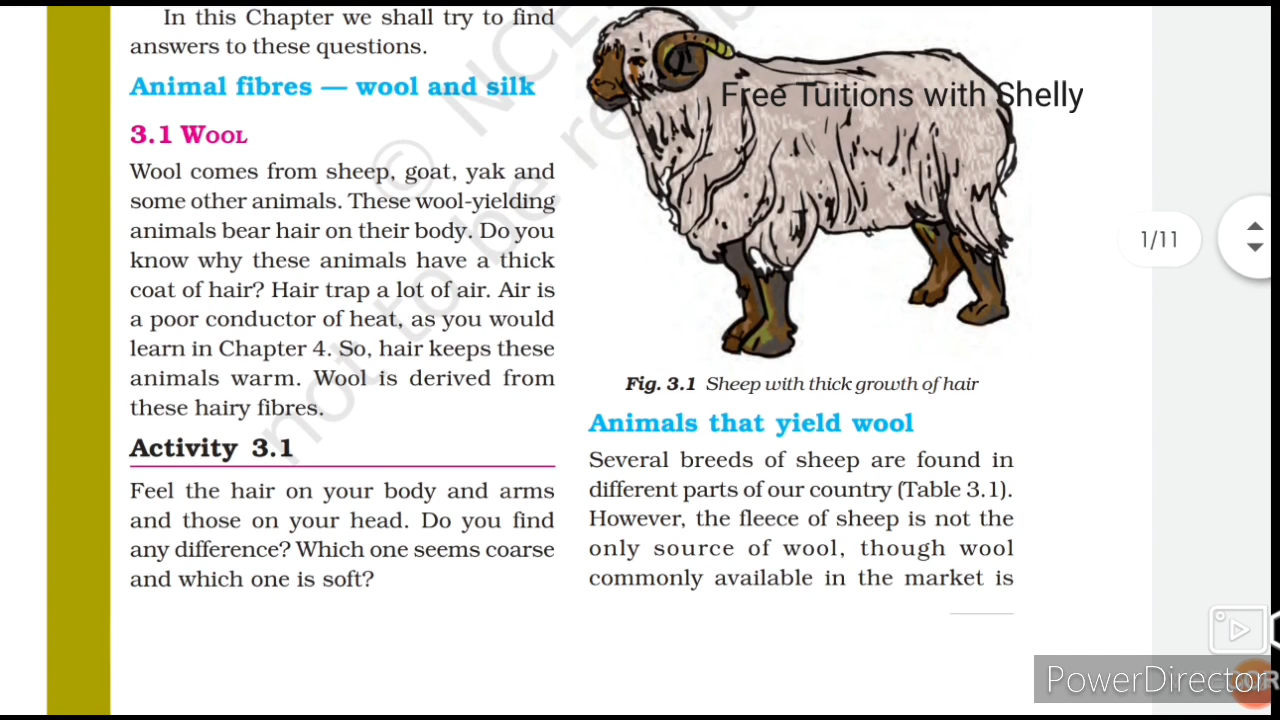 In this Chapter we shall try to find
answers to these questions.
Animal fibres — wool and silk
3.1 WOOL
Wool comes from sheep, goat, yak and
some other animals. These wool-yielding
animals bear hair on their body. Do you
know why these animals have a thick
coat of hair? Hair trap a lot of air. Air is
a poor conductor of heat, as you would
learn in Chapter 4. So, hair keeps these
animals warm. Wool is derived from
these hairy fibres.
Activity 3.1
Feel the hair on your body and arms
and those on your head. Do you find
any difference? Which one seems coarse
and which one is soft?
Free Tuitions with Shelly
Fig. 3.1 Sheep with thick growth of hair
Animals that yield wool
Several breeds of sheep are found in
different parts of our country (Table 3.1).
However, the fleece of sheep is not the
only source of wool, though wool
commonly available in the market is
1/11
PowerDirector
not to be re